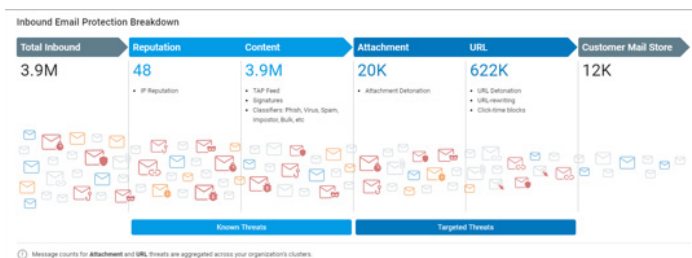 Inbound Email Protection Breakdown
Total Inbound
Reputation
Content
Attachment
URL
Customer Mail Store
3.9M
48
3.9M
20K
622K
12K
• IP Reputation
• TAP Feed
• Signatures
• Classifiers: Phish, Virus, Spam,
Impostor, Bulk, etc
• Attachment Detonation
• URL Detonation
• URL-rewriting
• Click-time blocks
Known Threats
Targeted Threats
Message counts for Attachment and URL threats are aggregated across your organization's clusters.